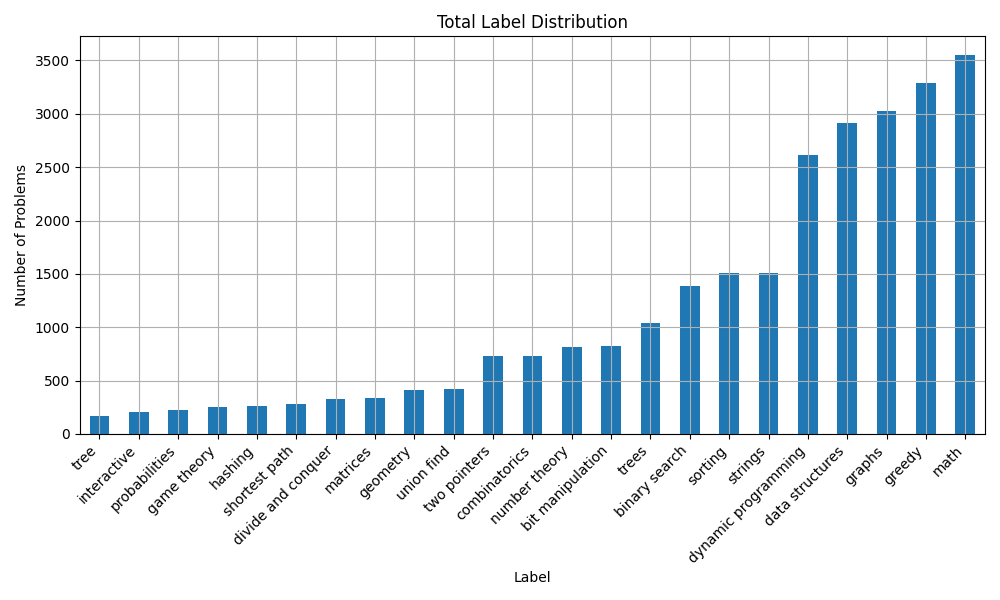 Total Label Distribution
Number of Problems
3500
3000
2500
2000
1500
1000
500
0
tree
interactive
probabilities
game theory
hashing
shortest path
divide and conquer
matrices
geometry
union find
two pointers
combinatorics
number theory
bit manipulation
trees
binary search
sorting
strings
dynamic programming
data structures
graphs
greedy
math
Label